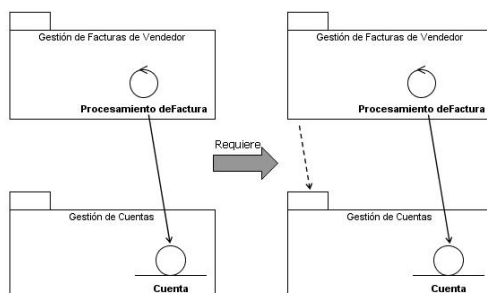 Gestión de Facturas de Vendedor
Procesamiento deFactura
Gestión de Cuentas
Cuenta
Requiere
Gestión de Facturas de Vendedor
Procesamiento deFactura
Gestión de Cuentas
Cuenta